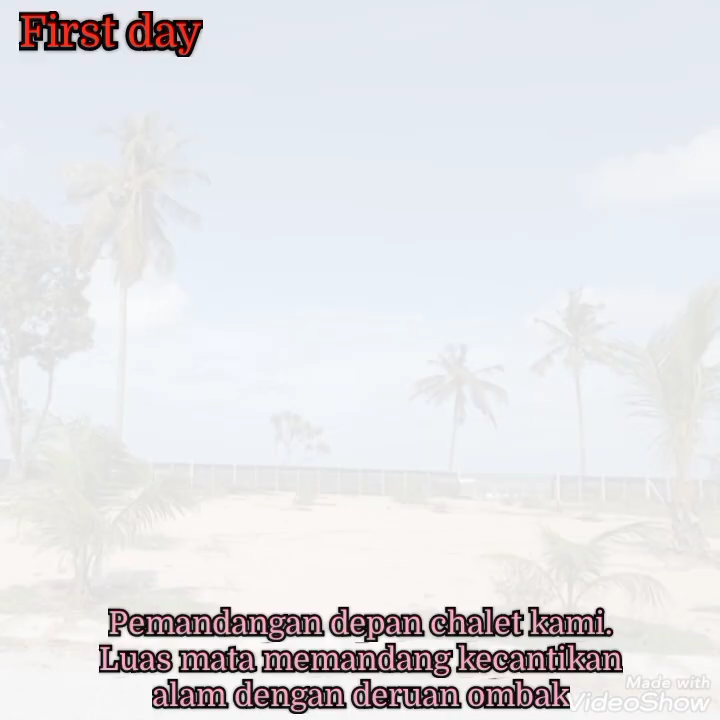 First day
Pemandangan depan chalet kami.
Luas mata memandang kecantikan
alam dengan deruan ombak
Made with
VideoShow